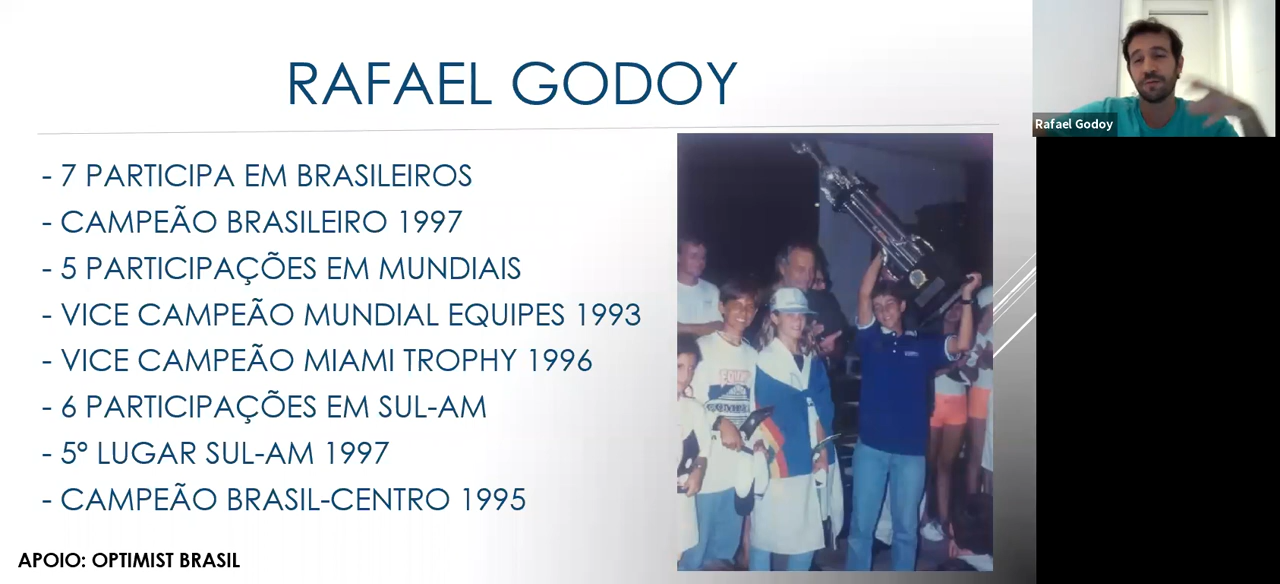 RAFAEL GODOY
Rafael Godoy
- 7 PARTICIPA EM BRASILEIROS
- CAMPEÃO BRASILEIRO 1997
- 5 PARTICIPAÇÕES EM MUNDIAIS
- VICE CAMPEÃO MUNDIAL EQUIPES 1993
- VICE CAMPEÃO MIAMI TROPHY 1996
- 6 PARTICIPAÇÕES EM SUL-AM
- 5º LUGAR SUL-AM 1997
- CAMPEÃO BRASIL-CENTRO 1995
APOIO: OPTIMIST BRASIL